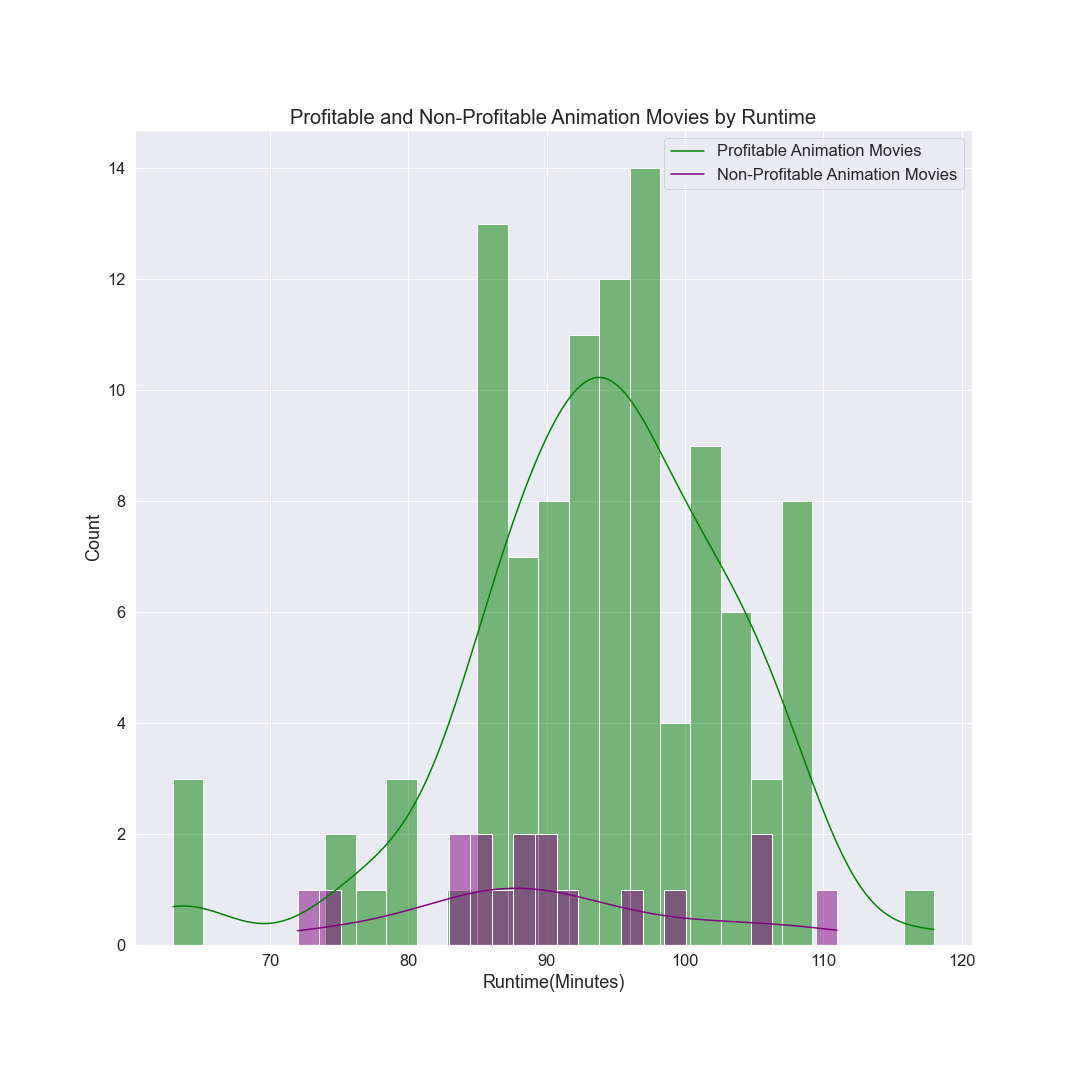 Profitable and Non-Profitable Animation Movies by Runtime
Profitable Animation Movies
Non-Profitable Animation Movies
14
12
10
8
6
4
2
0
Count
70 80 90 100 110 120
Runtime(Minutes)